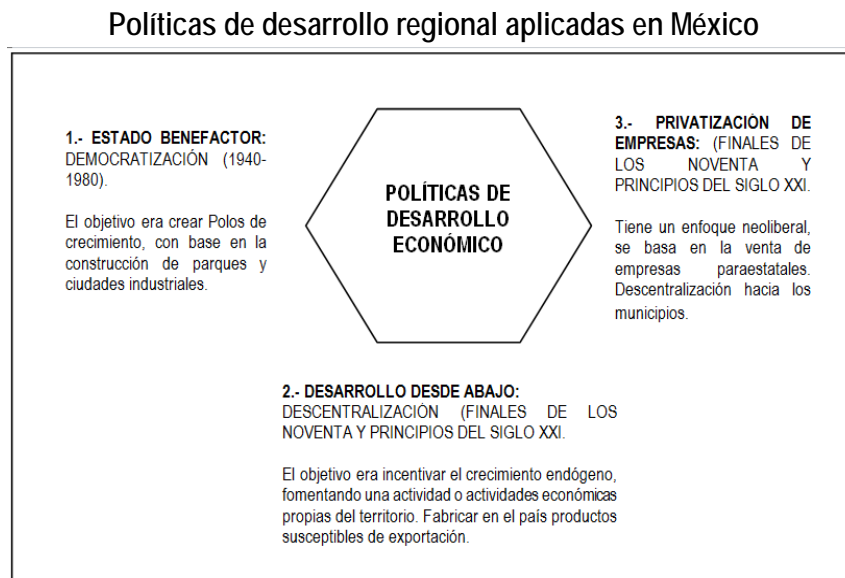 Políticas de desarrollo regional aplicadas en México
1.- ESTADO BENEFACTOR:
DEMOCRATIZACIÓN (1940-
1980).
El objetivo era crear Polos de
crecimiento, con base en la
construcción de parques y
ciudades industriales.
POLÍTICAS DE
DESARROLLO
ECONÓMICO
3.- PRIVATIZACIÓN DE
EMPRESAS: (FINALES DE
LOS NOVENTA Y
PRINCIPIOS DEL SIGLO XXI.
Tiene un enfoque neoliberal,
se basa en la venta de
empresas paraestatales.
Descentralización hacia los
municipios.
2.- DESARROLLO DESDE ABAJO:
DESCENTRALIZACIÓN (FINALES DE LOS
NOVENTA Y PRINCIPIOS DEL SIGLO XXI.
El objetivo era incentivar el crecimiento endógeno,
fomentando una actividad o actividades económicas
propias del territorio. Fabricar en el país productos
susceptibles de exportación.